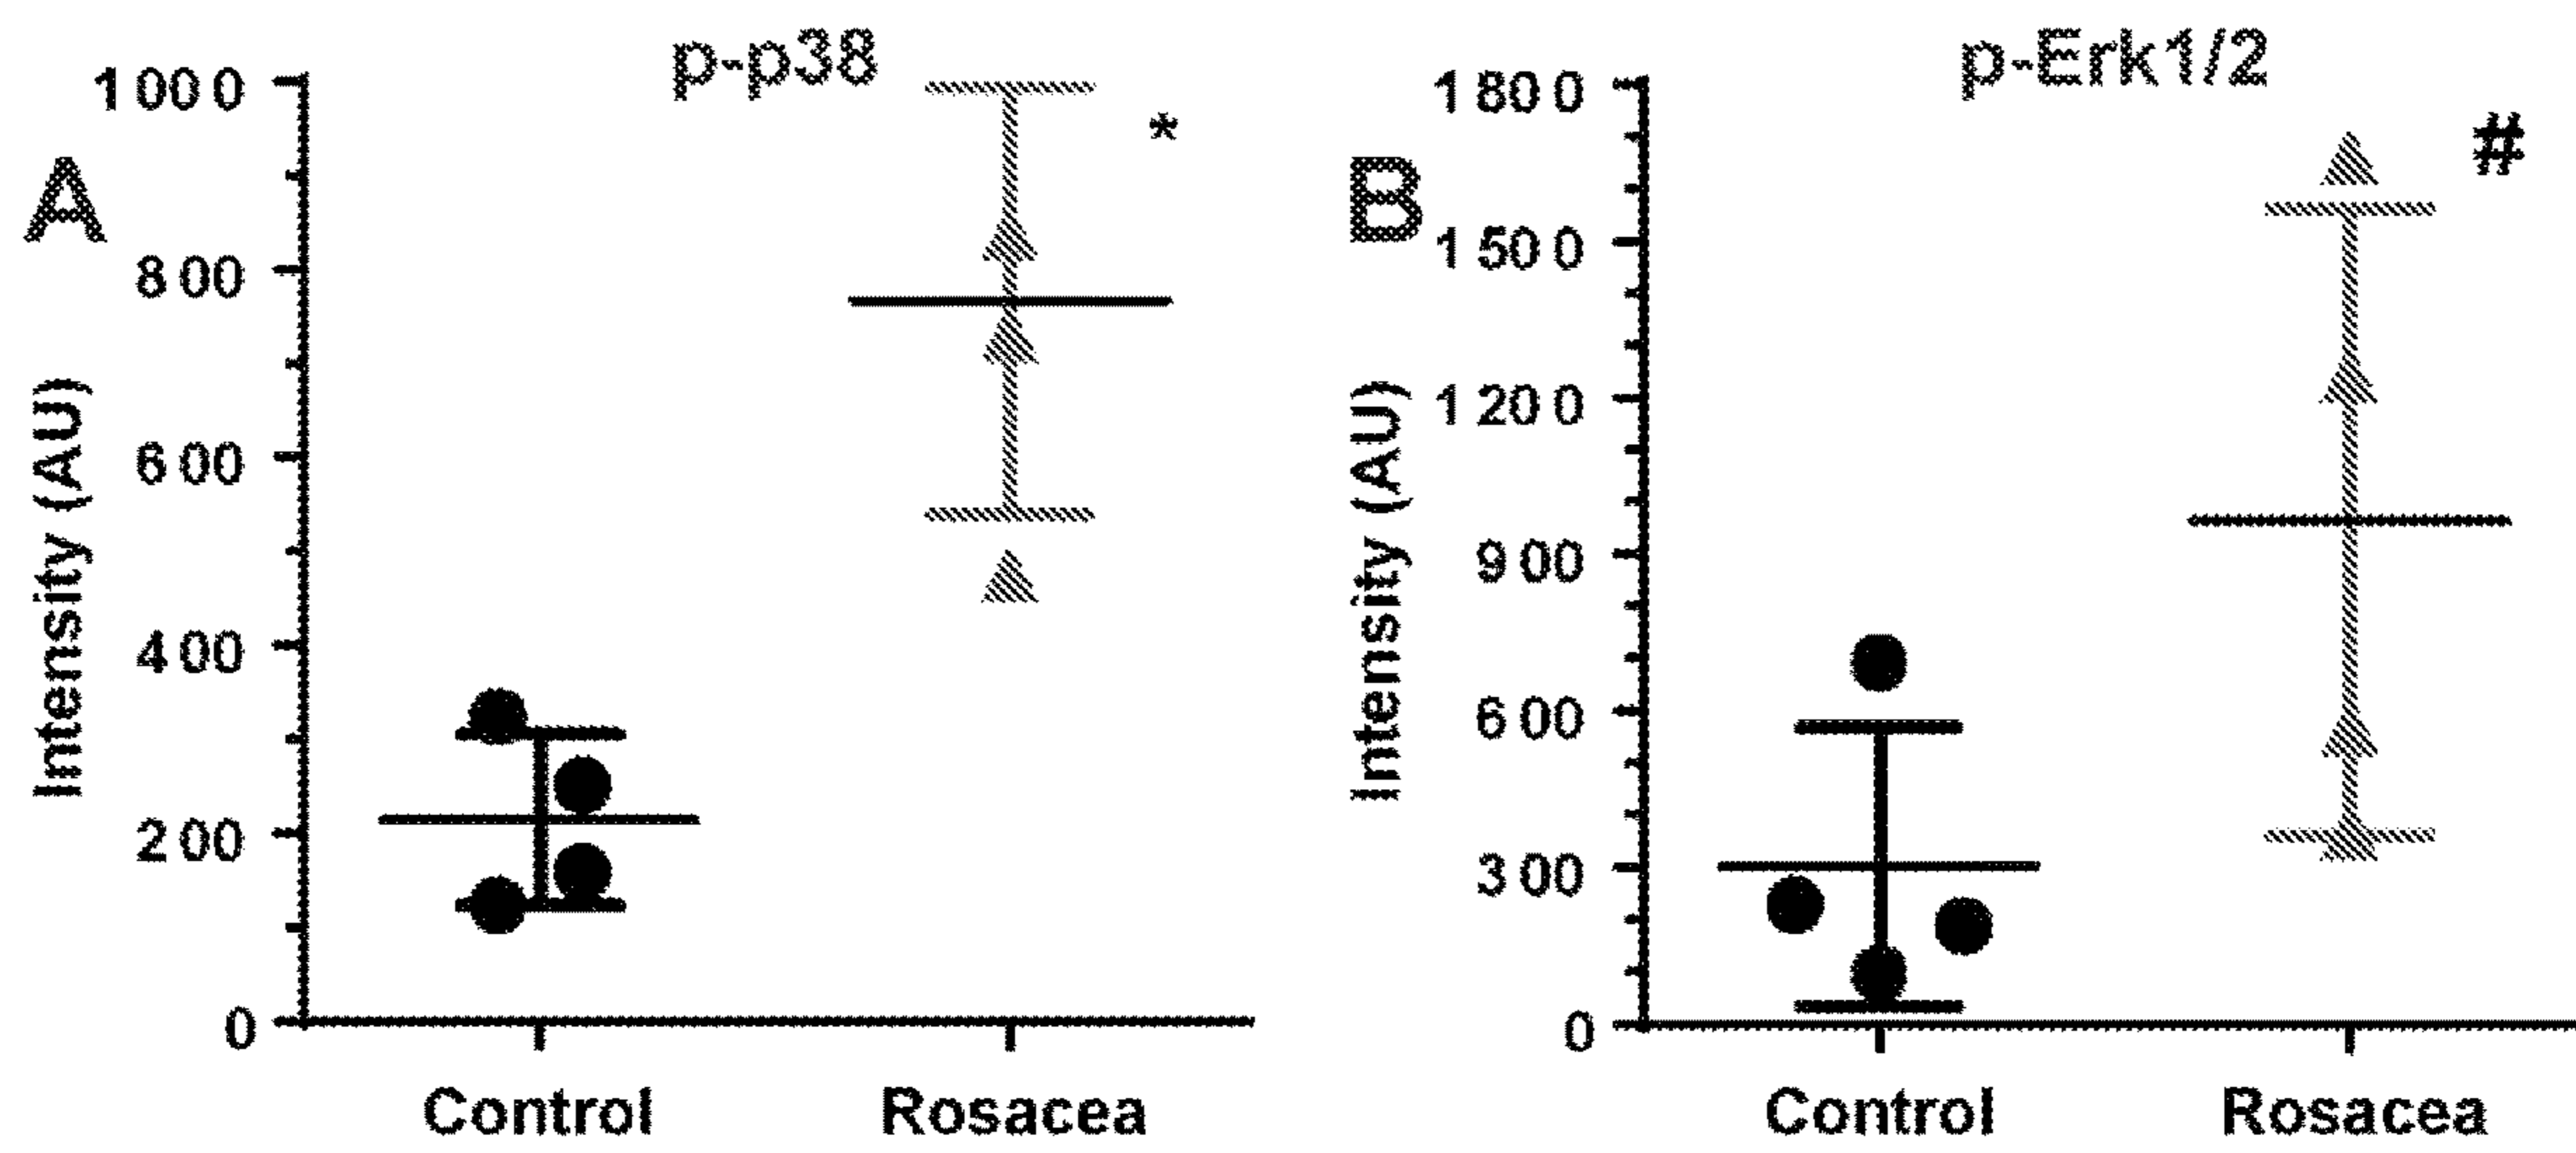 p-p38
A
Intensity (AU)
1000
800
600
400
200
0
*
Control
Rosacea
p-Erk1/2
B
Intensity (AU)
1800
1500
1200
900
600
300
0
#
Control
Rosacea